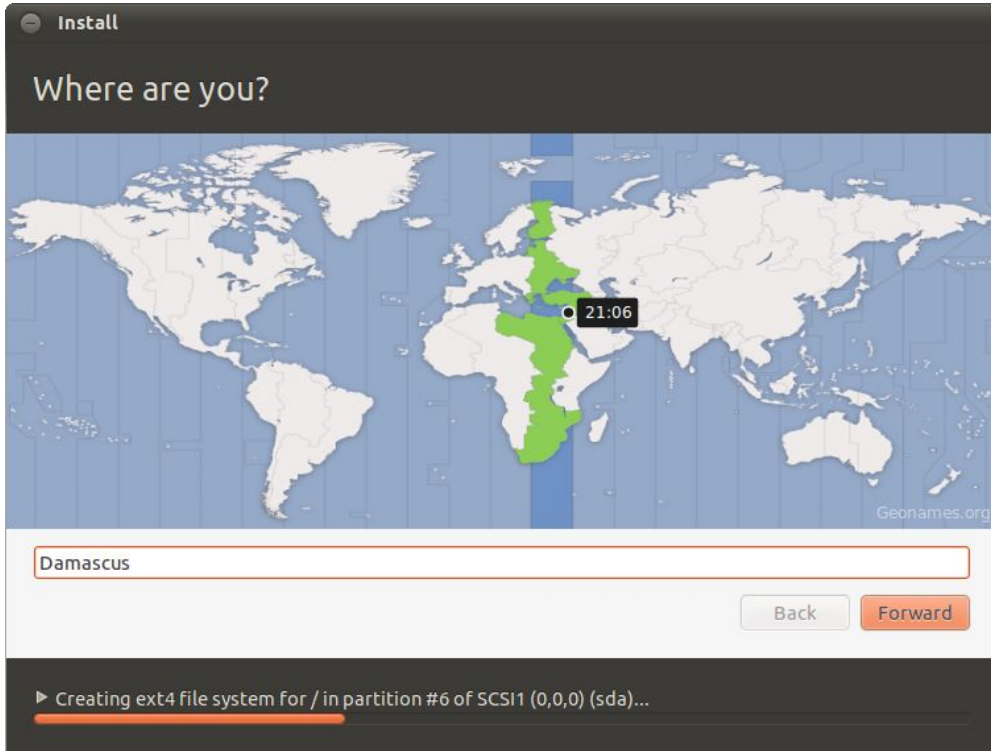 Install
Where are you?
21:06
Geonames.org
Damascus
Back
Forward
Creating ext4 file system for / in partition #6 of SCSI1 (0,0,0) (sda)...